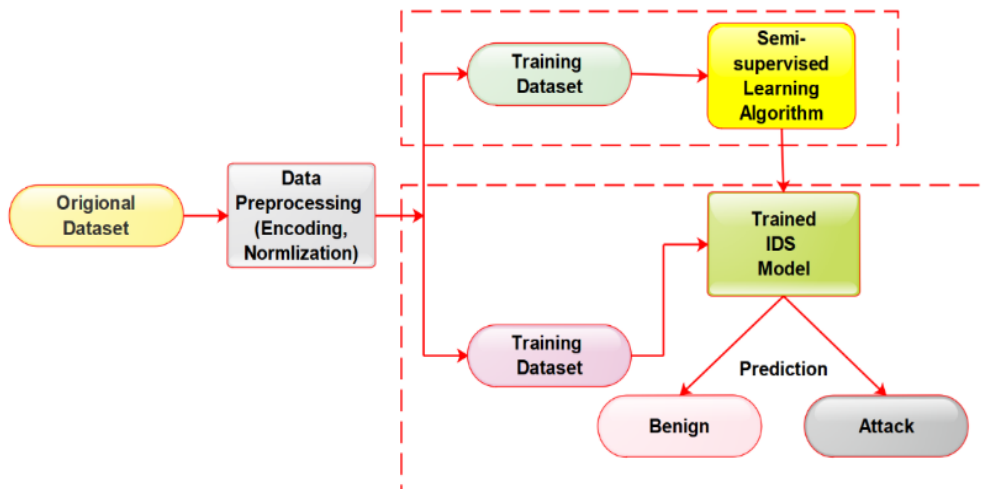 Origional
Dataset
Data
Preprocessing
(Encoding,
Normlization)
Training
Dataset
Semi-
supervised
Learning
Algorithm
Trained
IDS
Model
Training
Dataset
Prediction
Benign
Attack